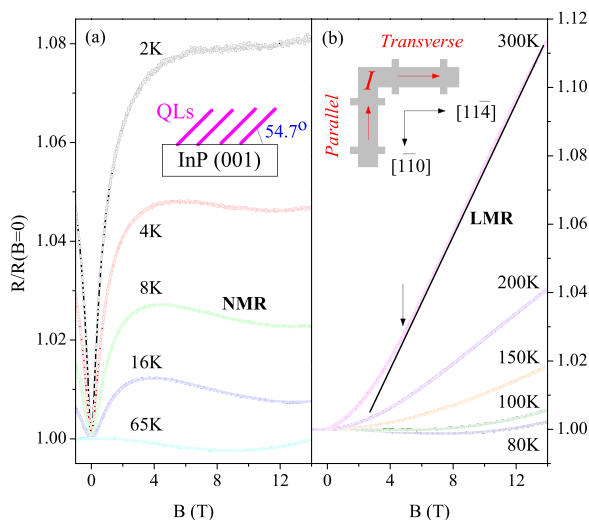 (a)
2K
QLs
54.7°
InP (001)
4K
8K
NMR
16K
65K
1.08
1.06
1.04
1.02
1.00
R/R(B=0)
0
4
8
12
B (T)
(b)
Transverse
300K
I
Parallel
[114̄]
[1̄1̄0]
LMR
200K
150K
100K
80K
1.12
1.10
1.08
1.06
1.04
1.02
1.00
0
4
8
12
B (T)